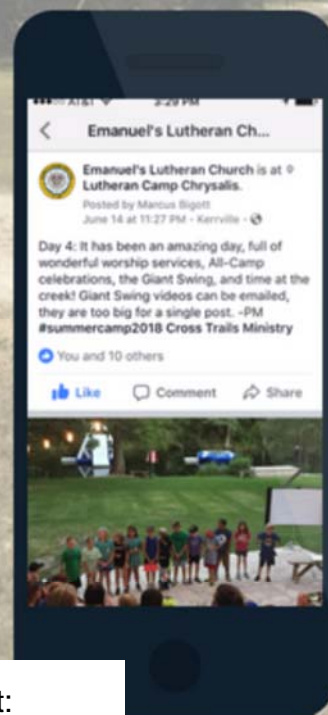 3:29 PM
Emanuel's Lutheran Ch...
Emanuel's Lutheran Church is at
Lutheran Camp Chrysalis.
Posted by Marcus Bigott
June 14 at 11:27 PM - Kerrville -
Day 4: It has been an amazing day, full of
wonderful worship services, All-Camp
celebrations, the Giant Swing, and time at the
creek! Giant Swing videos can be emailed,
they are too big for a single post. -PM
#summercamp2018 Cross Trails Ministry
You and 10 others
Like Comment Share
t: